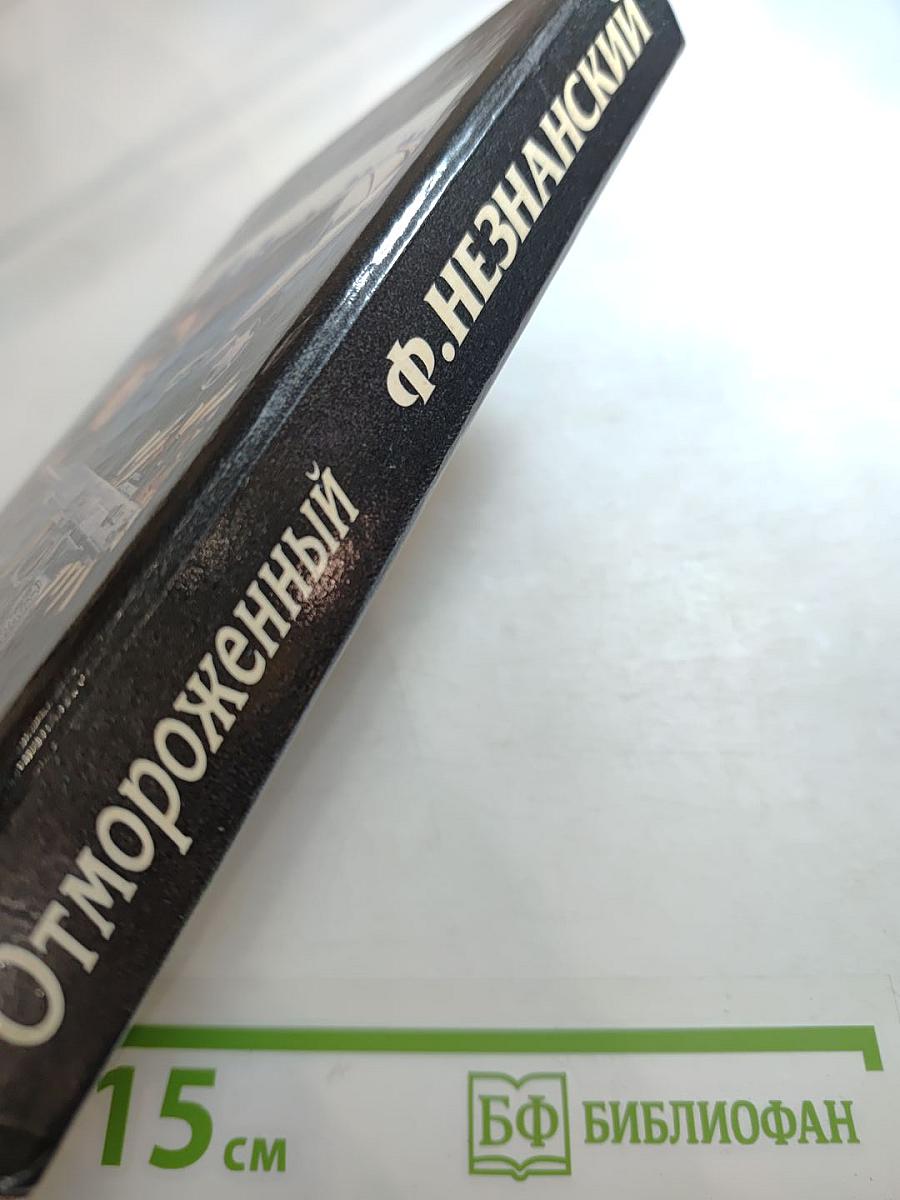 Ф.НЕЗНАНСКИЙ
Отмороженный
15 см
БФ БИБЛИОФАН